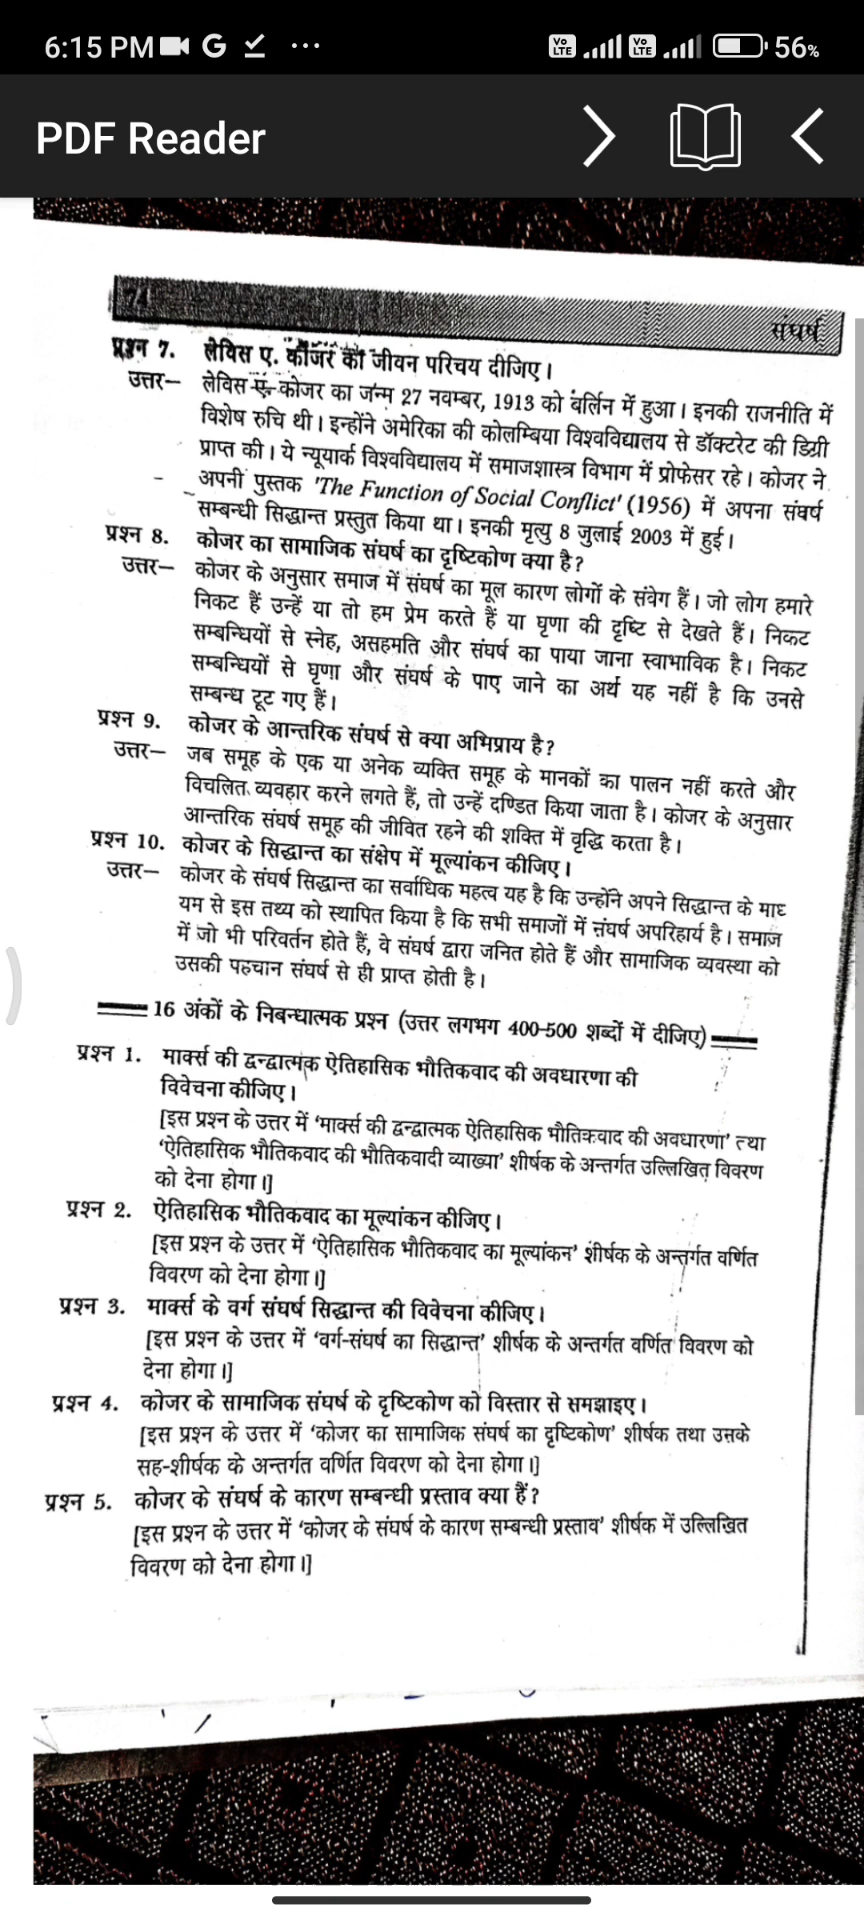 6:15 PM G ... Vo LTE Vo LTE 56%
PDF Reader
74
संघर्ष
प्रश्न 7. लेविस ए. कोजर का जीवन परिचय दीजिए।
उत्तर– लेविस ए. कोजर का जन्म 27 नवम्बर, 1913 को बर्लिन में हुआ। इनकी राजनीति में
विशेष रुचि थी। इन्होंने अमेरिका की कोलम्बिया विश्वविद्यालय से डॉक्टरेट की डिग्री
प्राप्त की। ये न्यूयार्क विश्वविद्यालय में समाजशास्त्र विभाग में प्रोफेसर रहे। कोजर ने
अपनी पुस्तक 'The Function of Social Conflict' (1956) में अपना संघर्ष
सम्बन्धी सिद्धान्त प्रस्तुत किया था। इनकी मृत्यु 8 जुलाई 2003 में हुई।
प्रश्न 8. कोजर का सामाजिक संघर्ष का दृष्टिकोण क्या है?
उत्तर– कोजर के अनुसार समाज में संघर्ष का मूल कारण लोगों के संवेग हैं। जो लोग हमारे
निकट हैं उन्हें या तो हम प्रेम करते हैं या घृणा की दृष्टि से देखते हैं। निकट
सम्बन्धियों से स्नेह, असहमति और संघर्ष का पाया जाना स्वाभाविक है। निकट
सम्बन्धियों से घृणा और संघर्ष के पाए जाने का अर्थ यह नहीं है कि उनसे
सम्बन्ध टूट गए हैं।
प्रश्न 9. कोजर के आन्तरिक संघर्ष से क्या अभिप्राय है?
उत्तर– जब समूह के एक या अनेक व्यक्ति समूह के मानकों का पालन नहीं करते और
विचलित व्यवहार करने लगते हैं, तो उन्हें दण्डित किया जाता है। कोजर के अनुसार
आन्तरिक संघर्ष समूह की जीवित रहने की शक्ति में वृद्धि करता है।
प्रश्न 10. कोजर के सिद्धान्त का संक्षेप में मूल्यांकन कीजिए।
उत्तर– कोजर के संघर्ष सिद्धान्त का सर्वाधिक महत्व यह है कि उन्होंने अपने सिद्धान्त के माध्
यम से इस तथ्य को स्थापित किया है कि सभी समाजों में संघर्ष अपरिहार्य है। समाज
में जो भी परिवर्तन होते हैं, वे संघर्ष द्वारा जनित होते हैं और सामाजिक व्यवस्था को
उसकी पहचान संघर्ष से ही प्राप्त होती है।
16 अंकों के निबन्धात्मक प्रश्न (उत्तर लगभग 400-500 शब्दों में दीजिए)
प्रश्न 1. मार्क्स की द्वन्द्वात्मक ऐतिहासिक भौतिकवाद की अवधारणा की
विवेचना कीजिए।
[इस प्रश्न के उत्तर में ‘मार्क्स की द्वन्द्वात्मक ऐतिहासिक भौतिकवाद की अवधारणा’ तथा
‘ऐतिहासिक भौतिकवाद की भौतिकवादी व्याख्या’ शीर्षक के अन्तर्गत उल्लिखित विवरण
को देना होगा।]
प्रश्न 2. ऐतिहासिक भौतिकवाद का मूल्यांकन कीजिए।
[इस प्रश्न के उत्तर में ‘ऐतिहासिक भौतिकवाद का मूल्यांकन’ शीर्षक के अन्तर्गत वर्णित
विवरण को देना होगा।]
प्रश्न 3. मार्क्स के वर्ग संघर्ष सिद्धान्त की विवेचना कीजिए।
[इस प्रश्न के उत्तर में ‘वर्ग-संघर्ष का सिद्धान्त’ शीर्षक के अन्तर्गत वर्णित विवरण को
देना होगा।]
प्रश्न 4. कोजर के सामाजिक संघर्ष के दृष्टिकोण को विस्तार से समझाइए।
[इस प्रश्न के उत्तर में ‘कोजर का सामाजिक संघर्ष का दृष्टिकोण’ शीर्षक तथा उसके
सह-शीर्षक के अन्तर्गत वर्णित विवरण को देना होगा।]
प्रश्न 5. कोजर के संघर्ष के कारण सम्बन्धी प्रस्ताव क्या हैं?
[इस प्रश्न के उत्तर में ‘कोजर के संघर्ष के कारण सम्बन्धी प्रस्ताव’ शीर्षक में उल्लिखित
विवरण को देना होगा।]